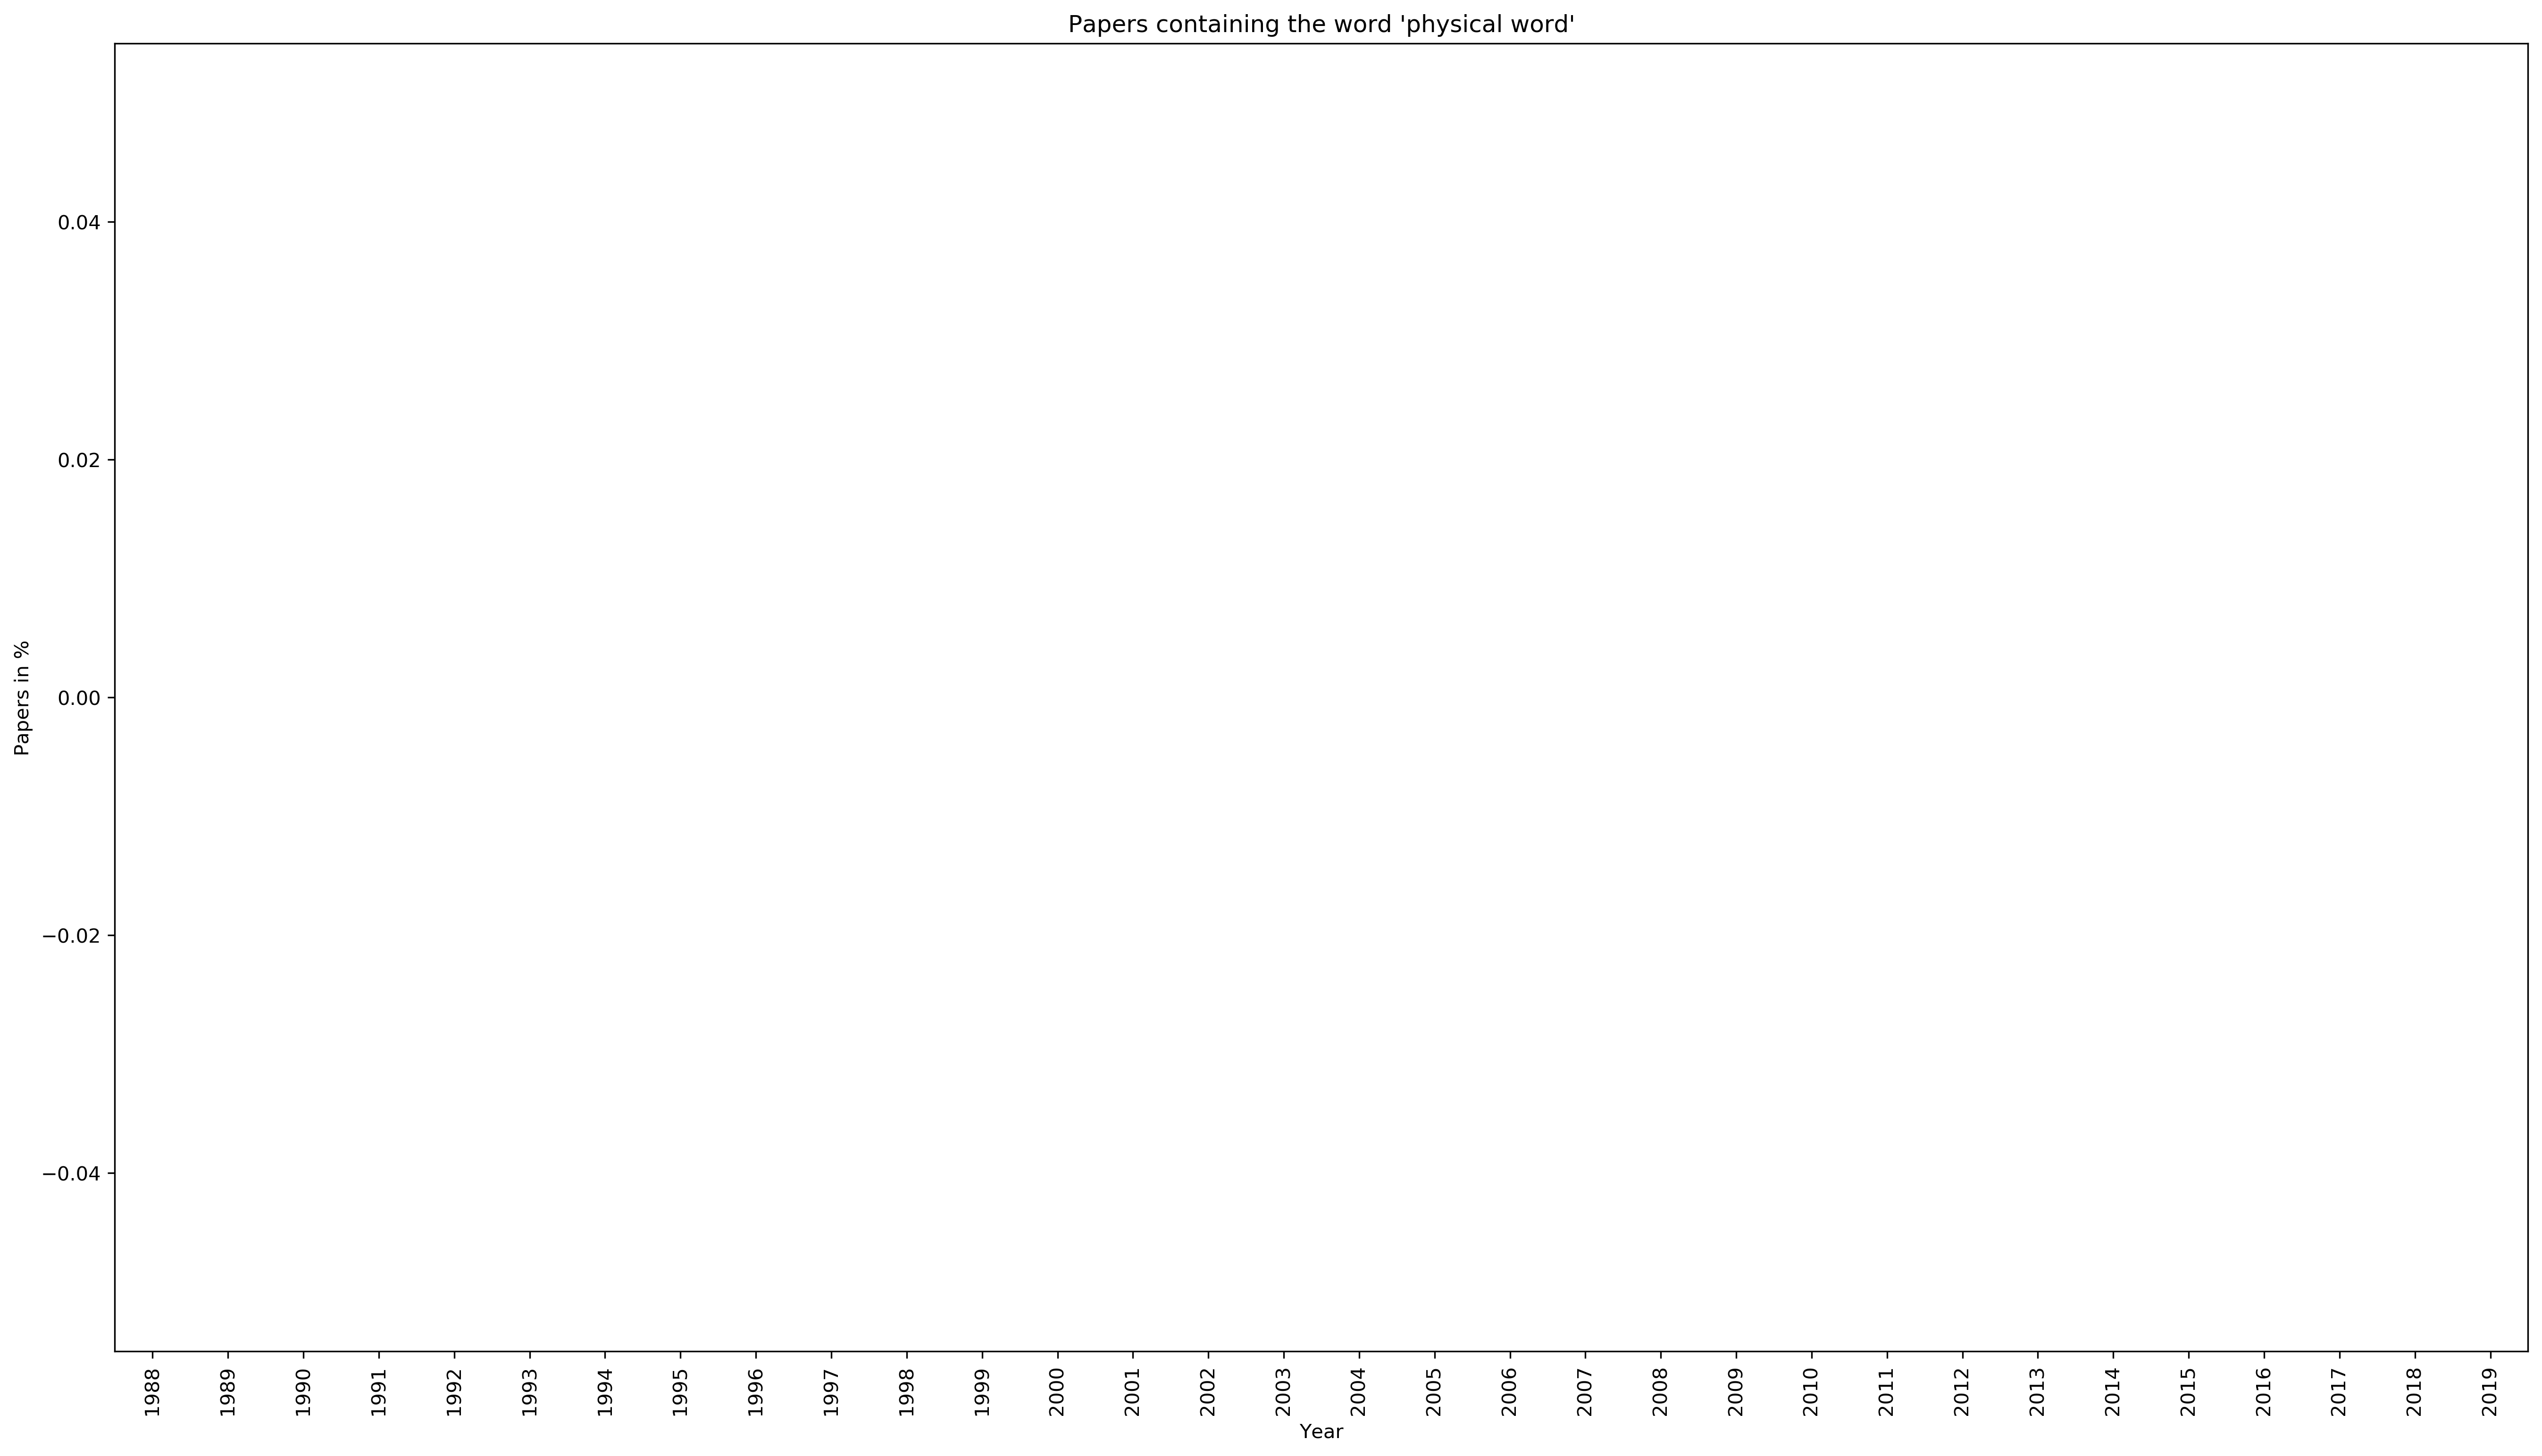 Papers containing the word 'physical word'
0.04
0.02
0.00
−0.02
−0.04
Papers in %
1988 1989 1990 1991 1992 1993 1994 1995 1996 1997 1998 1999 2000 2001 2002 2003 2004 2005 2006 2007 2008 2009 2010 2011 2012 2013 2014 2015 2016 2017 2018 2019
Year